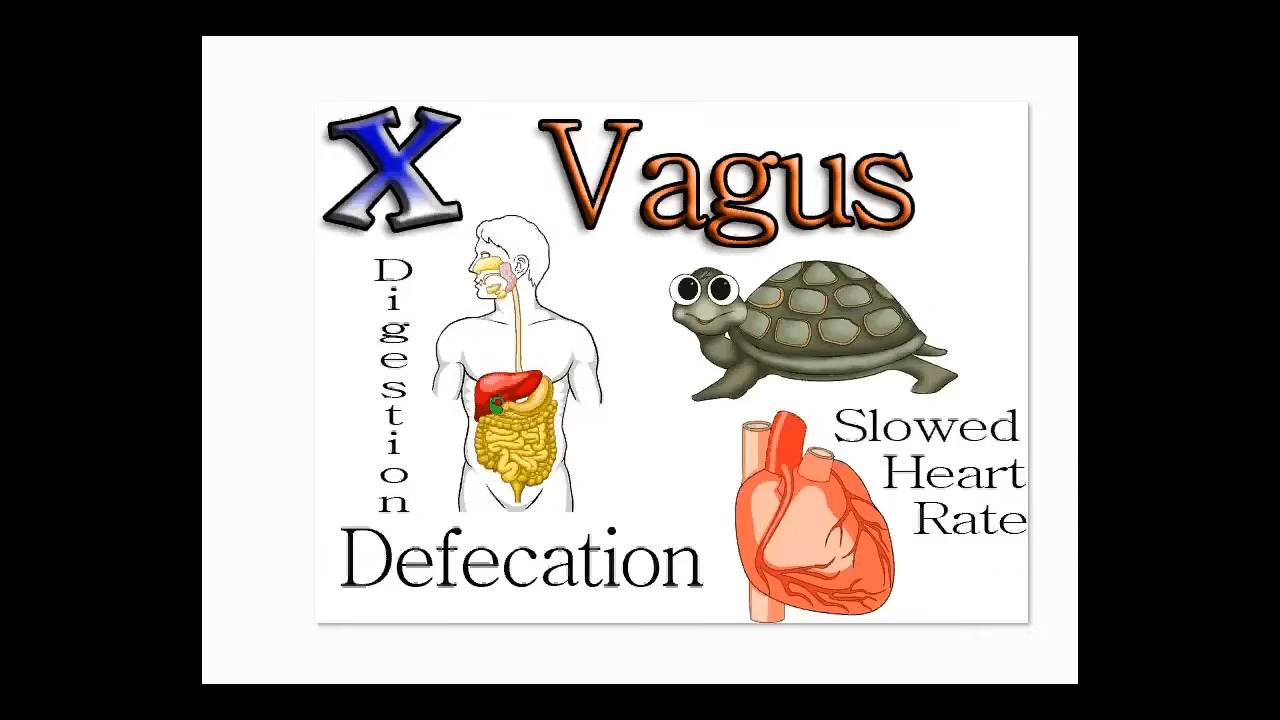 X Vagus
Digestion
Slowed
Heart
Rate
Defecation